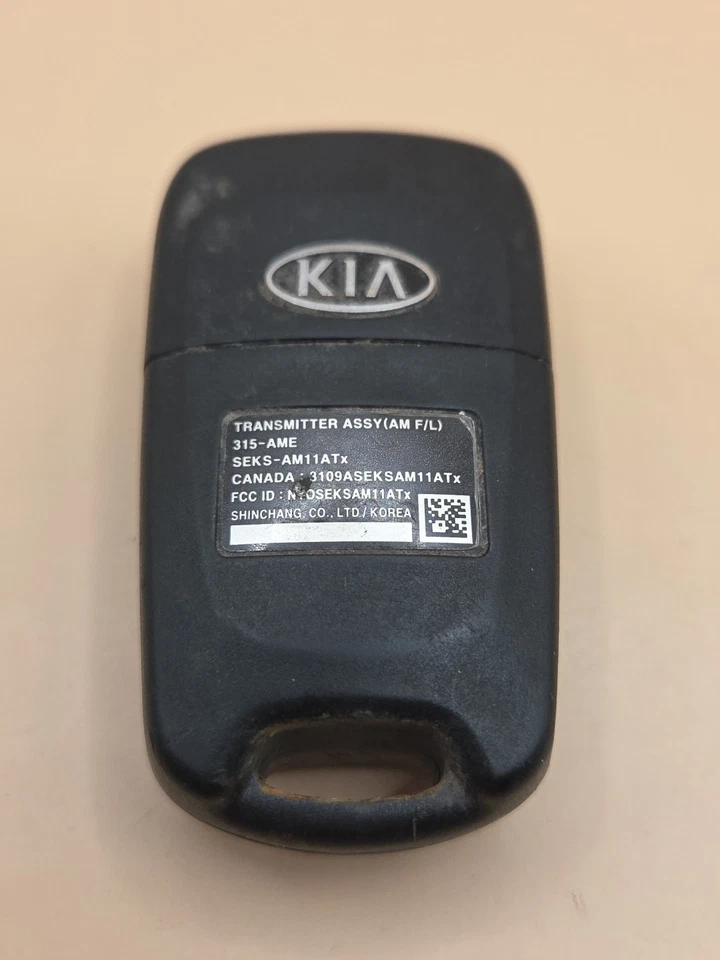 KIA
TRANSMITTER ASSY(AM F/L)
315-AME
SEKS-AM11ATx
CANADA : 3109ASEKSAM11ATx
FCC ID :
SHINCHANG. CO., LTD./ KOREA